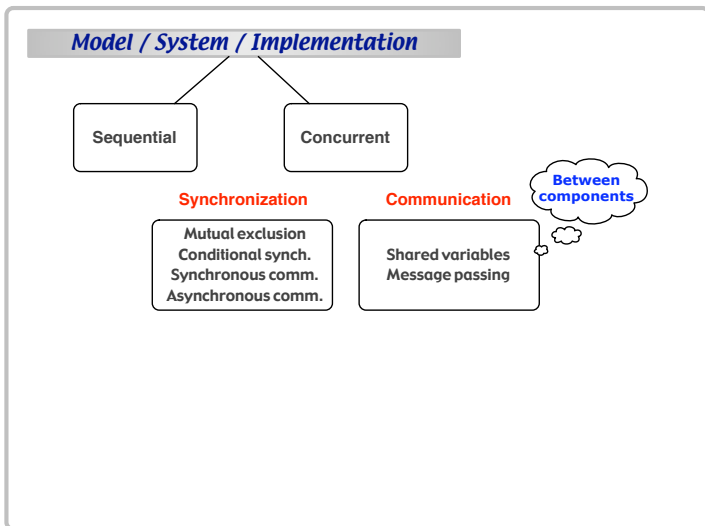 Model / System / Implementation
Sequential
Concurrent
Synchronization
Communication
Between
components
Mutual exclusion
Conditional synch.
Synchronous comm.
Asynchronous comm.
Shared variables
Message passing